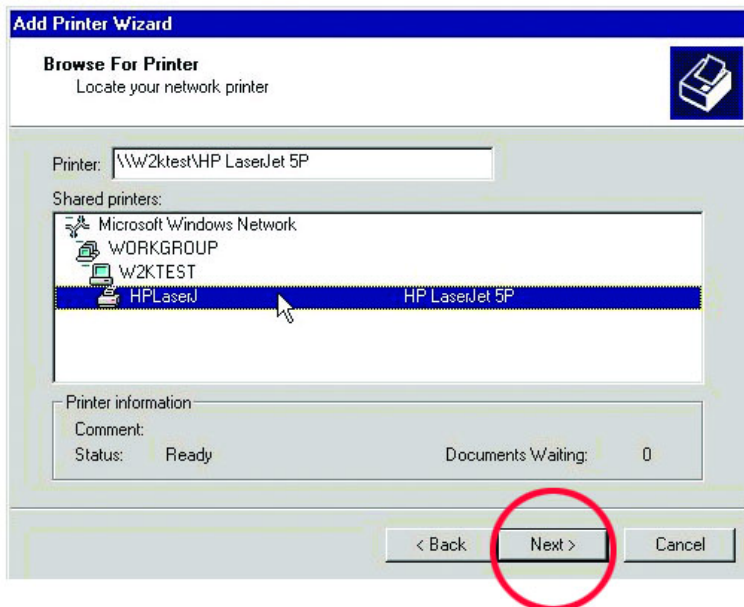 Add Printer Wizard
Browse For Printer
Locate your network printer
Printer: \\W2ktest\HP LaserJet 5P
Shared printers:
Microsoft Windows Network
WORKGROUP
W2KTEST
HPLaserJ HP LaserJet 5P
Printer information
Comment:
Status: Ready Documents Waiting: 0
< Back Next > Cancel